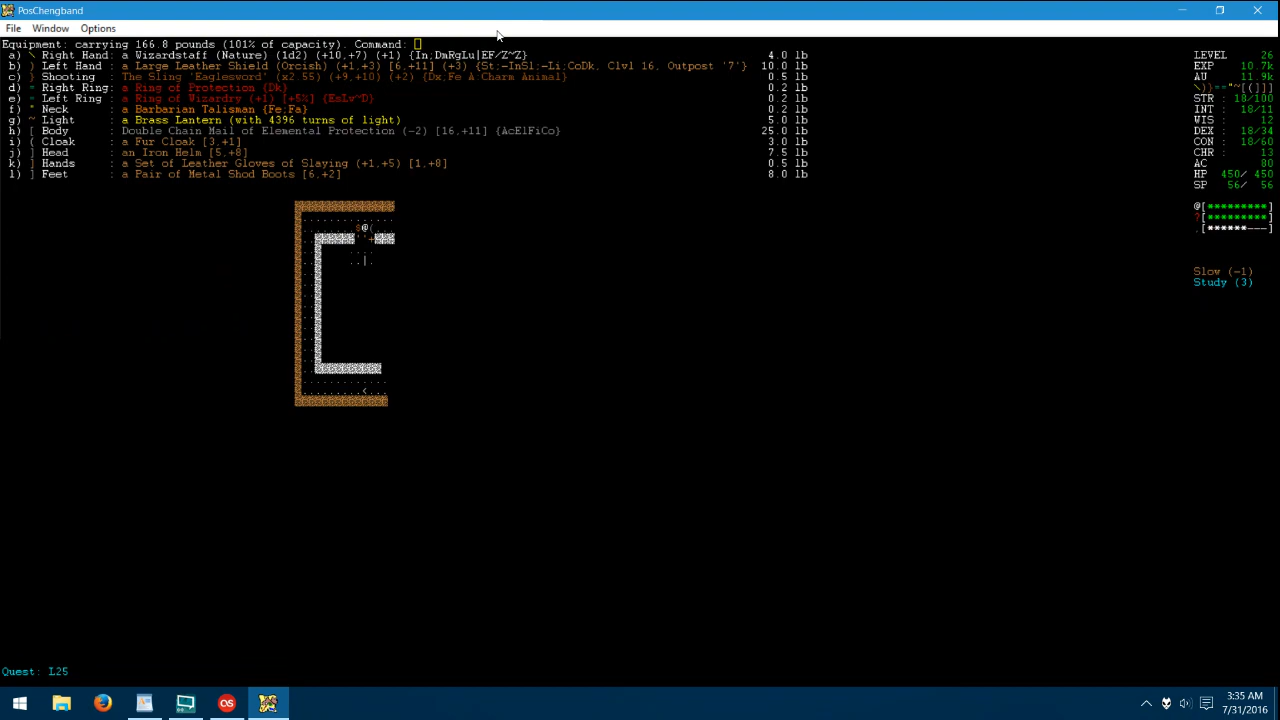 PosChengband
File Window Options
Equipment: carrying 166.8 pounds (101% of capacity). Command:
a) \ Right Hand: a Wizardstaff (Nature) (1d2) (+10,+7) (+1) {In;DmRgLu|EF/Z~Z} 4.0 lb
b) ) Left Hand : a Large Leather Shield (Orcish) (+1,+3) [6,+11] (+3) {St;-InSl;-Li;CoDk, Clvl 16, Outpost '7'} 10.0 lb
c) } Shooting : The Sling 'Eaglesword' (x2.55) (+9,+10) (+2) {Dx;Fe A:Charm Animal} 0.5 lb
d) = Right Ring: a Ring of Protection {Dk} 0.2 lb
e) = Left Ring : a Ring of Wizardry (+1) [+5%] {EsLv~D} 0.2 lb
f) " Neck : a Barbarian Talisman {Fe;Fa} 0.2 lb
g) ~ Light : a Brass Lantern (with 4396 turns of light) 5.0 lb
h) [ Body : Double Chain Mail of Elemental Protection (-2) [16,+11] {AcElFiCo} 25.0 lb
i) ( Cloak : a Fur Cloak [3,+1] 3.0 lb
j) ] Head : an Iron Helm [5,+8] 7.5 lb
k) ] Hands : a Set of Leather Gloves of Slaying (+1,+5) [1,+8] 0.5 lb
l) ] Feet : a Pair of Metal Shod Boots [6,+2] 8.0 lb
LEVEL 26
EXP 10.7k
AU 11.9k
\)}=="~[(]]]
STR : 18/100
INT : 18/11
WIS : 12
DEX : 18/34
CON : 18/60
CHR : 13
AC 80
HP 450/ 450
SP 56/ 56
@[*********]
?[*********]
.[******---]
Slow (-1)
Study (3)
Quest: L25
3:35 AM
7/31/2016